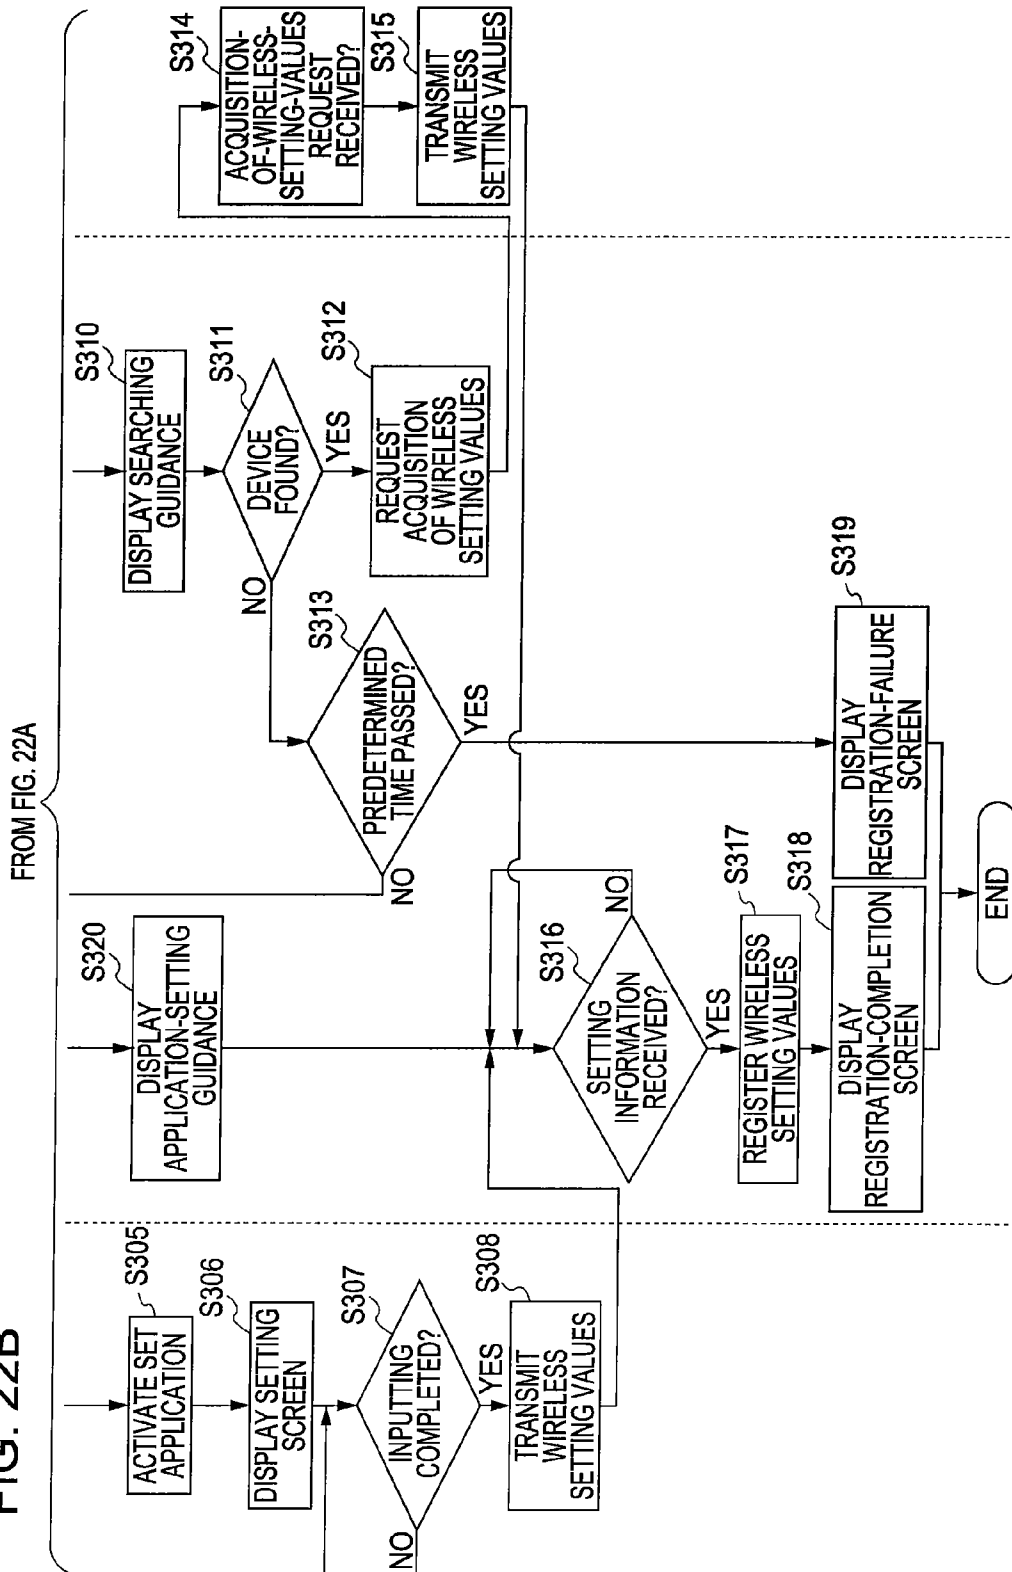 FIG. 22B
FROM FIG. 22A
S305
ACTIVATE SET
APPLICATION
S306
DISPLAY SETTING
SCREEN
S307
INPUTTING
COMPLETED?
NO
YES
S308
TRANSMIT
WIRELESS
SETTING VALUES
S320
DISPLAY
APPLICATION-SETTING
GUIDANCE
S310
DISPLAY SEARCHING
GUIDANCE
S311
DEVICE
FOUND?
NO
YES
S312
REQUEST
ACQUISITION
OF WIRELESS
SETTING VALUES
S313
PREDETERMINED
TIME PASSED?
NO
YES
S314
ACQUISITION-
OF-WIRELESS-
SETTING-VALUES
REQUEST
RECEIVED?
S315
TRANSMIT
WIRELESS
SETTING VALUES
S316
SETTING
INFORMATION
RECEIVED?
NO
YES
S317
REGISTER WIRELESS
SETTING VALUES
S318
DISPLAY
REGISTRATION-COMPLETION
SCREEN
S319
DISPLAY
REGISTRATION-FAILURE
SCREEN
END